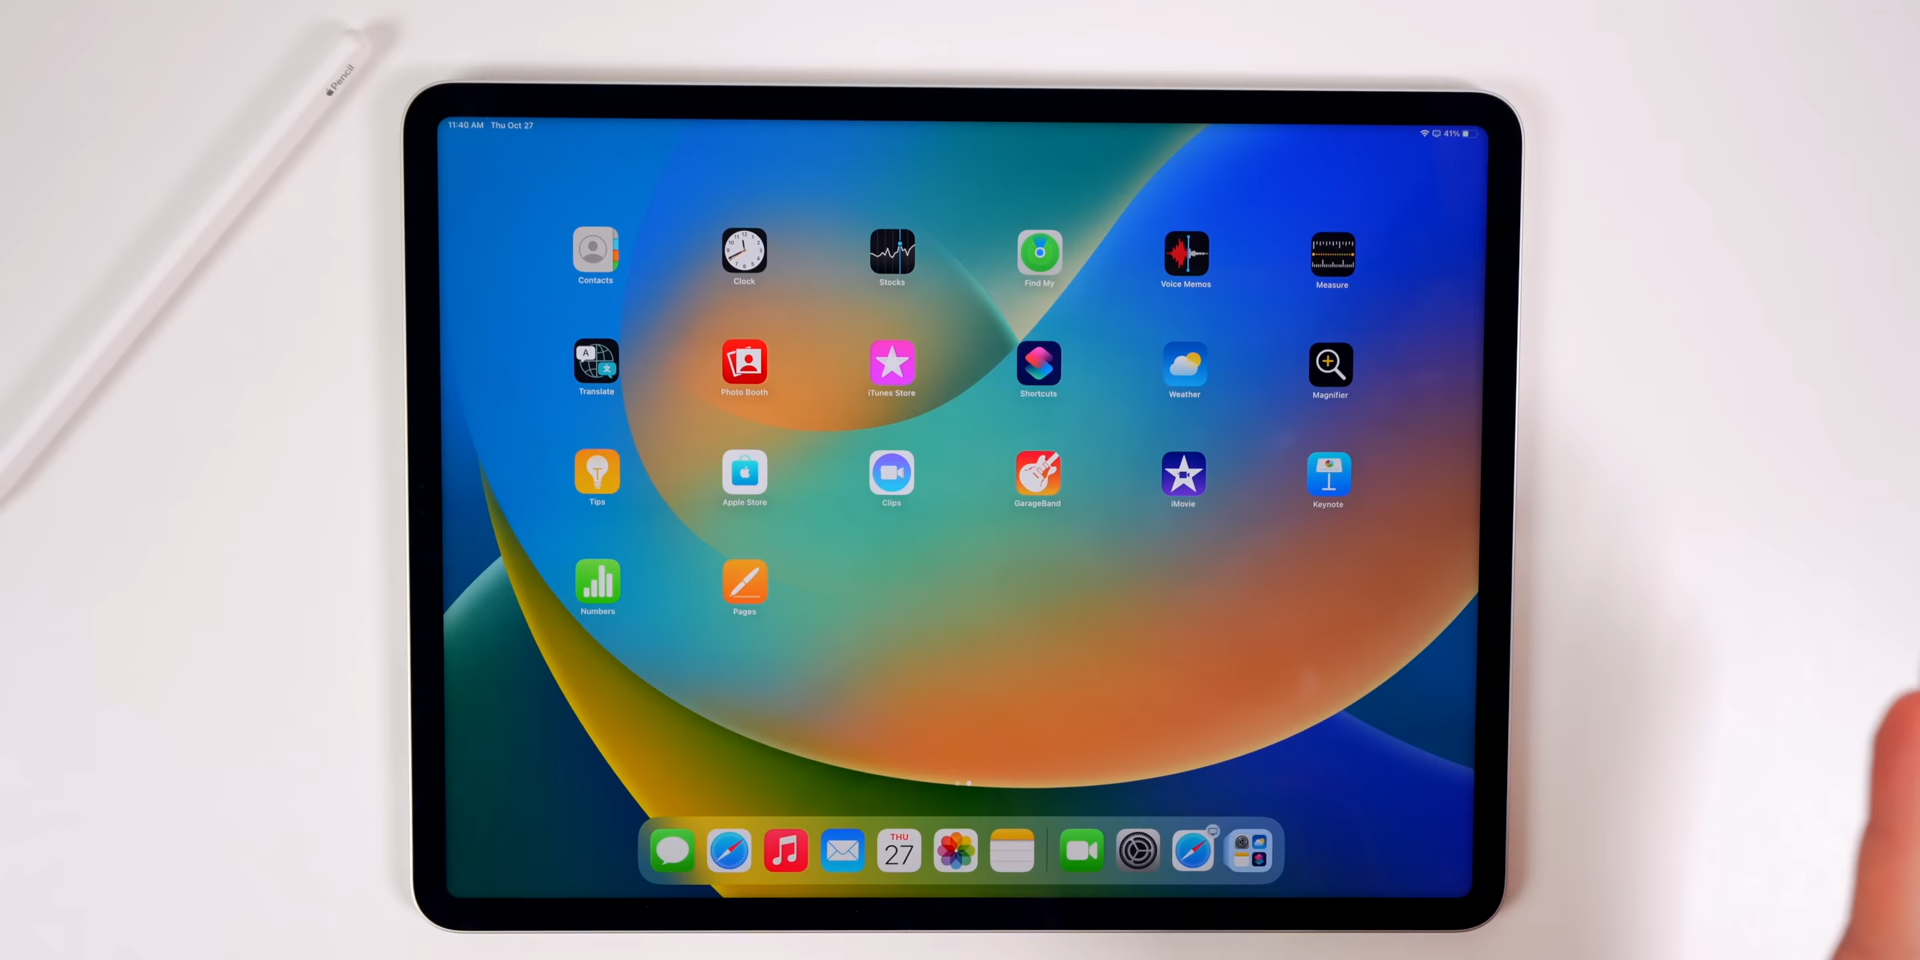 Pencil
11:40 AM Thu Oct 27
41%
Contacts
Clock
Stocks
Find My
Voice Memos
Measure
Translate
Photo Booth
iTunes Store
Shortcuts
Weather
Magnifier
Tips
Apple Store
Clips
GarageBand
iMovie
Keynote
Numbers
Pages
THU
27